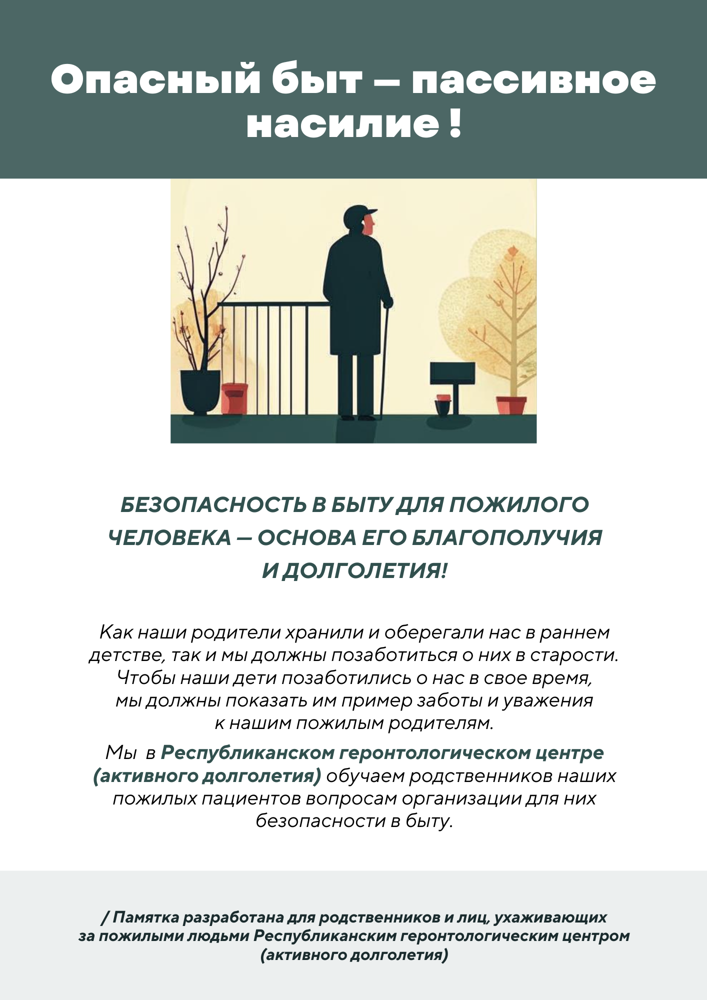 Опасный быт – пассивное
насилие !
БЕЗОПАСНОСТЬ В БЫТУ ДЛЯ ПОЖИЛОГО
ЧЕЛОВЕКА — ОСНОВА ЕГО БЛАГОПОЛУЧИЯ
И ДОЛГОЛЕТИЯ!
Как наши родители хранили и оберегали нас в раннем
детстве, так и мы должны позаботиться о них в старости.
Чтобы наши дети позаботились о нас в свое время,
мы должны показать им пример заботы и уважения
к нашим пожилым родителям.
Мы в Республиканском геронтологическом центре
(активного долголетия) обучаем родственников наших
пожилых пациентов вопросам организации для них
безопасности в быту.
/ Памятка разработана для родственников и лиц, ухаживающих
за пожилыми людьми Республиканским геронтологическим центром
(активного долголетия)